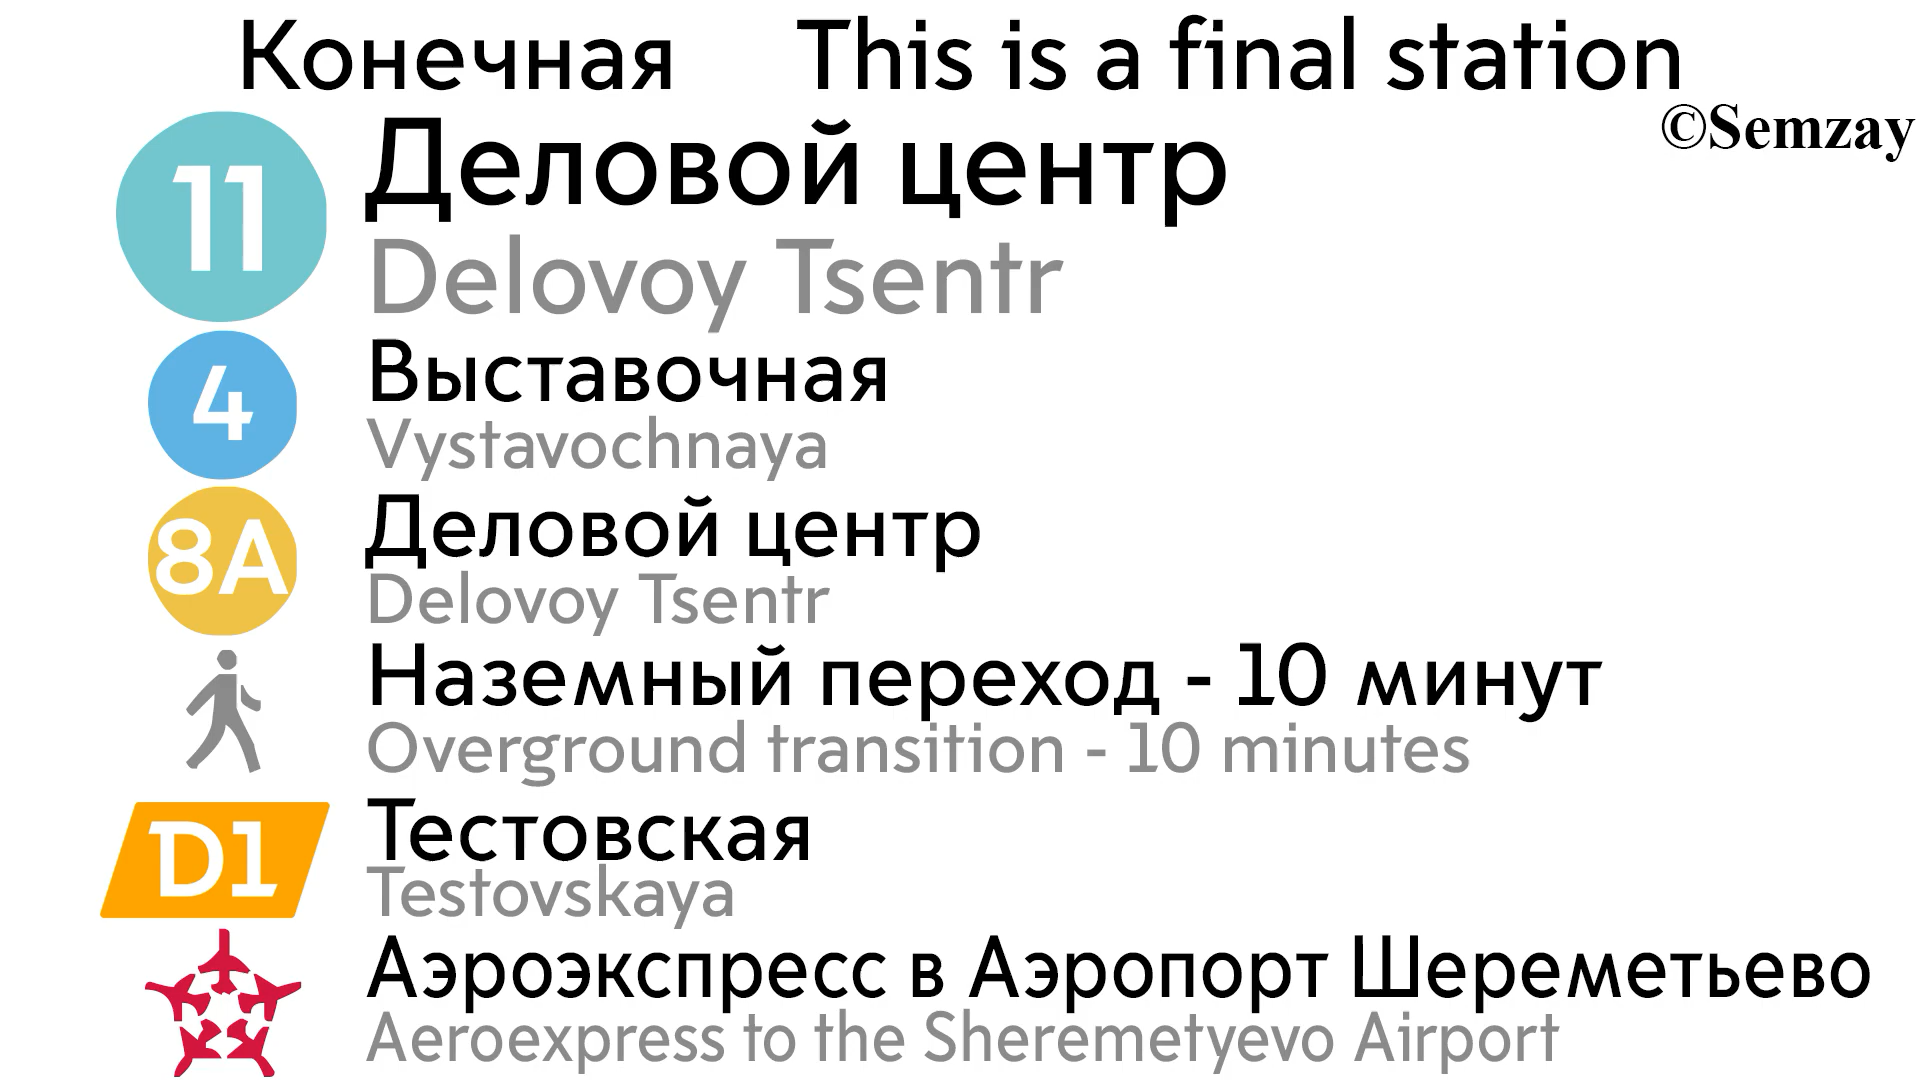 Конечная This is a final station
©Semzay
11 Деловой центр
Delovoy Tsentr
4 Выставочная
Vystavochnaya
8A Деловой центр
Delovoy Tsentr
Наземный переход - 10 минут
Overground transition - 10 minutes
D1 Тестовская
Testovskaya
Аэроэкспресс в Аэропорт Шереметьево
Aeroexpress to the Sheremetyevo Airport